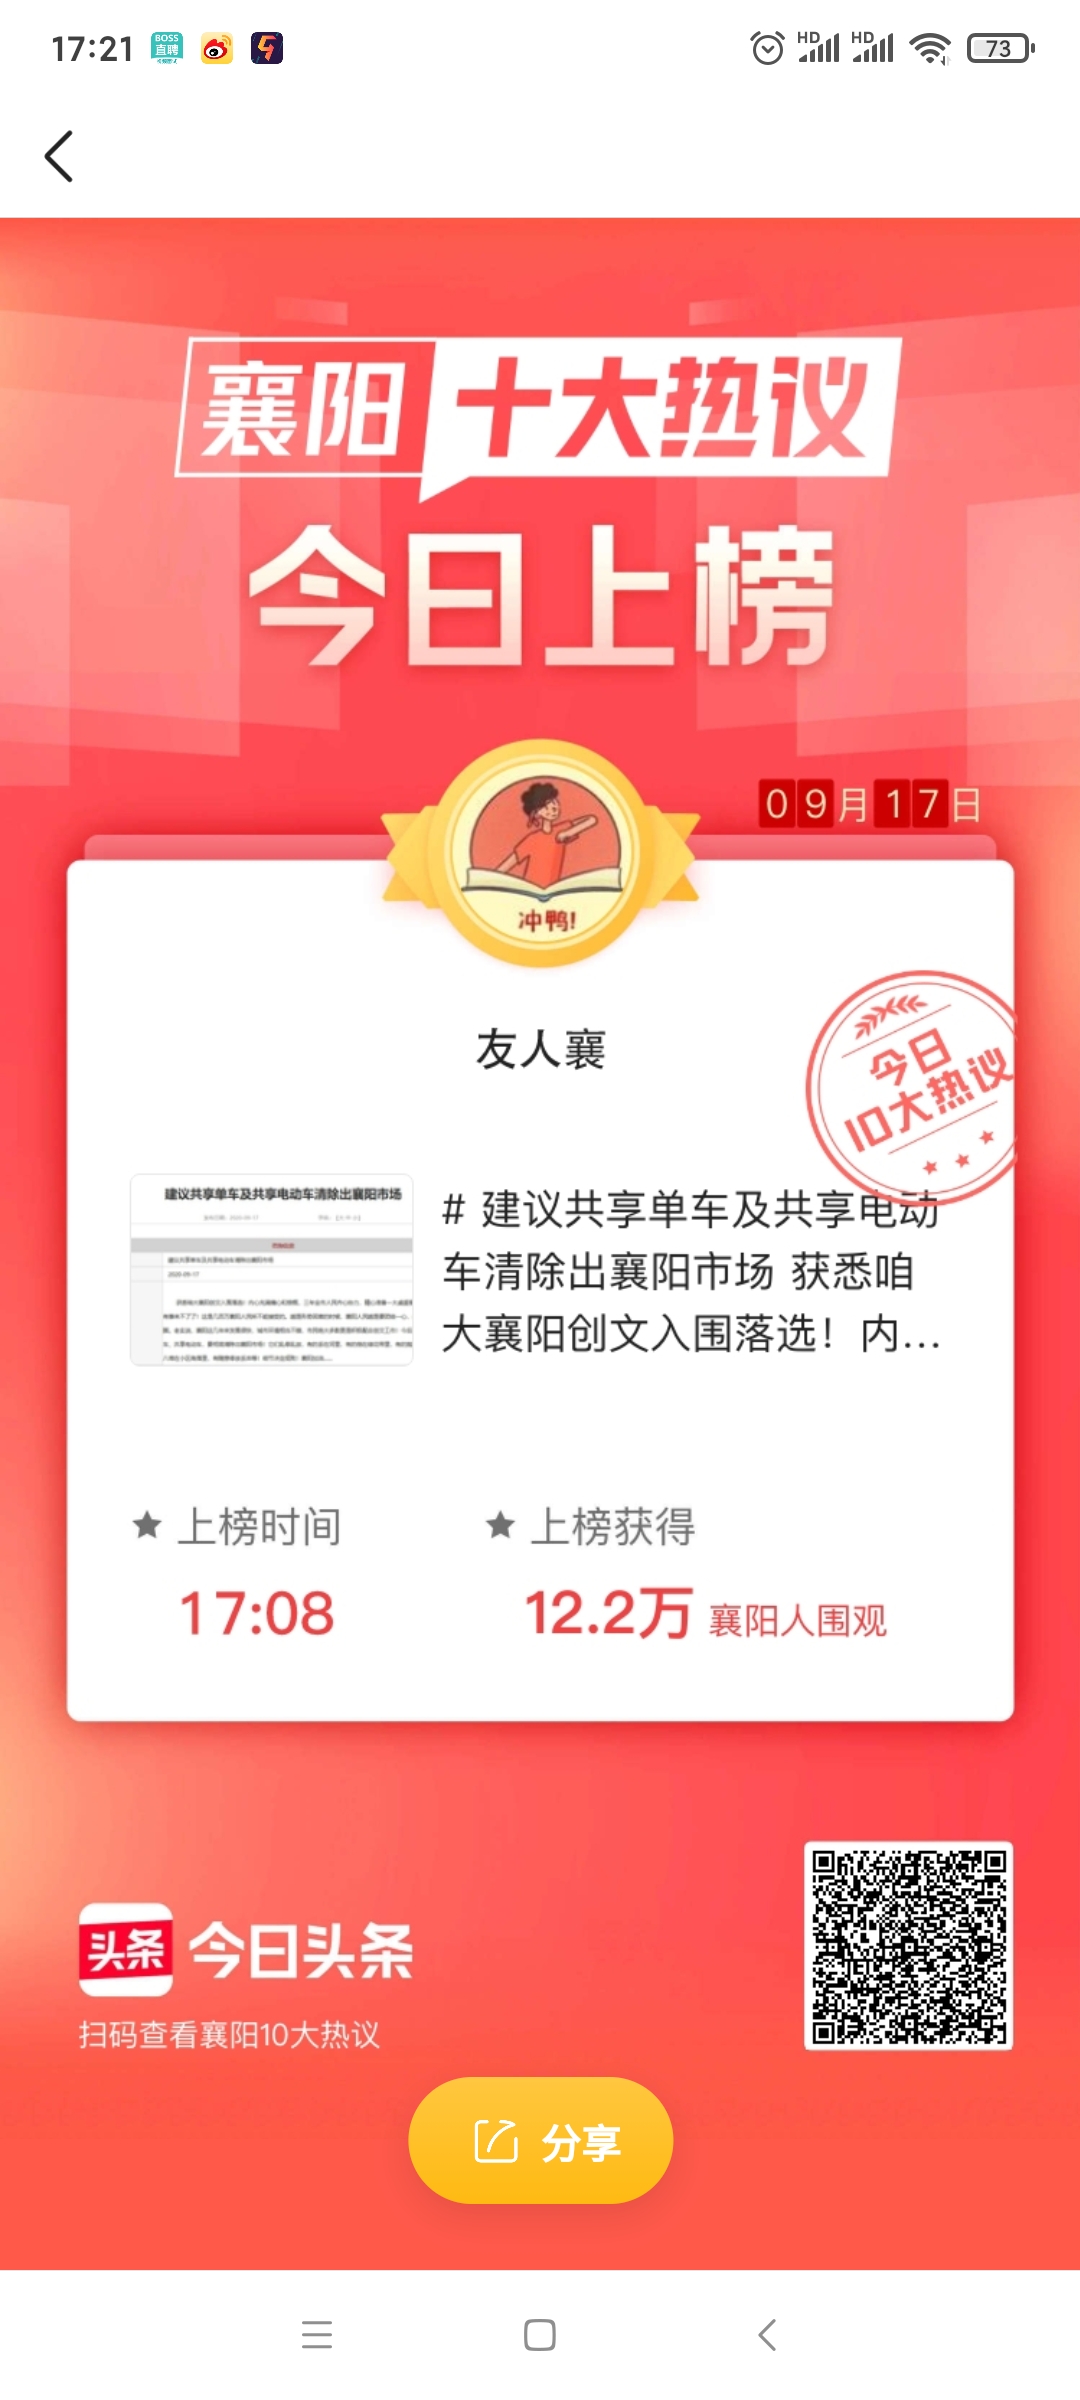 17:21
BOSS
直聘
HD
HD
73
襄阳 十大热议
今日上榜
09月17日
冲鸭!
友人襄
今日
10大热议
建议共享单车及共享电动车清除出襄阳市场
# 建议共享单车及共享电动
车清除出襄阳市场 获悉咱
大襄阳创文入围落选！内...
上榜时间
上榜获得
17:08
12.2万 襄阳人围观
头条 今日头条
扫码查看襄阳10大热议
分享